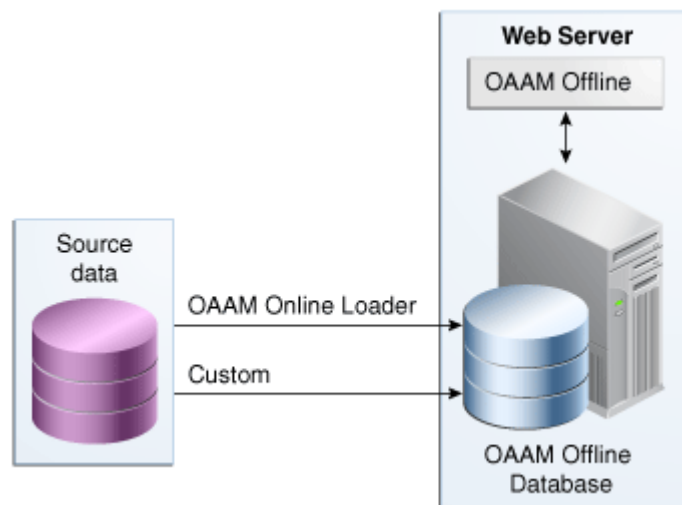 Web Server
OAAM Offline
Source
data
OAAM Online Loader
Custom
OAAM Offline
Database